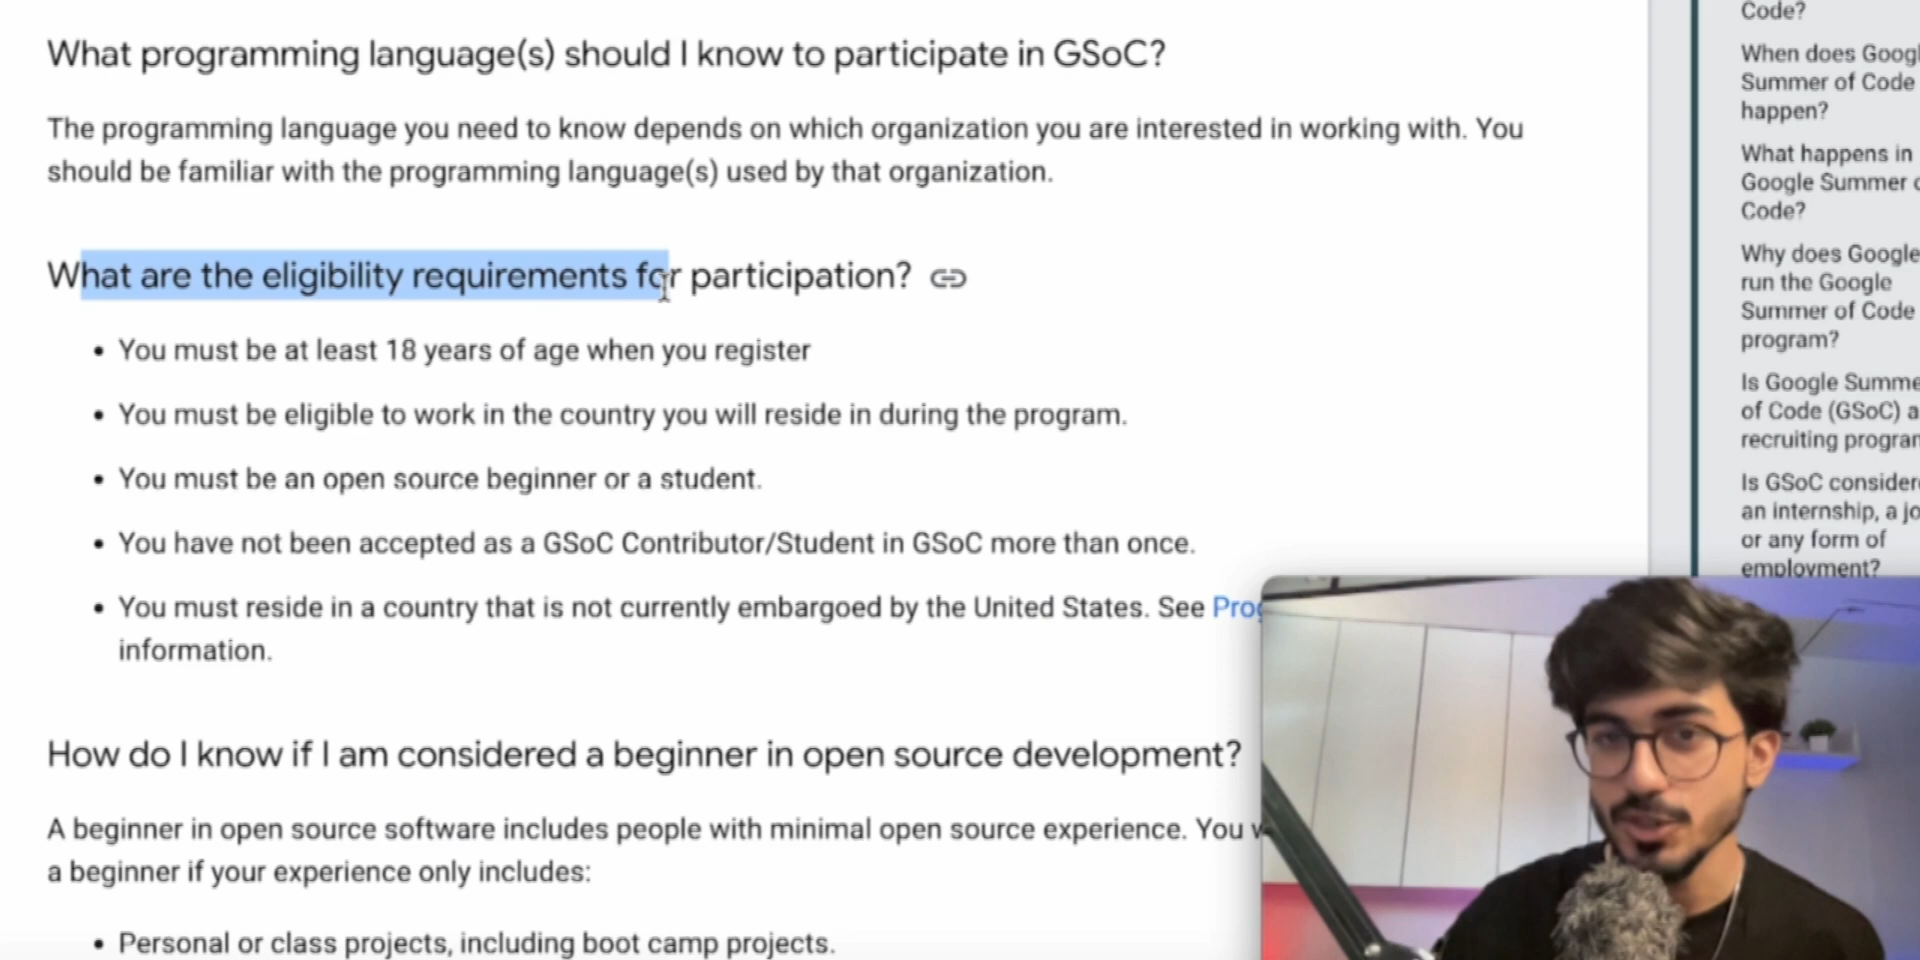 What programming language(s) should I know to participate in GSoC?
The programming language you need to know depends on which organization you are interested in working with. You
should be familiar with the programming language(s) used by that organization.
What are the eligibility requirements for participation?
• You must be at least 18 years of age when you register
• You must be eligible to work in the country you will reside in during the program.
• You must be an open source beginner or a student.
• You have not been accepted as a GSoC Contributor/Student in GSoC more than once.
• You must reside in a country that is not currently embargoed by the United States. See
information.
How do I know if I am considered a beginner in open source development?
A beginner in open source software includes people with minimal open source experience. You
a beginner if your experience only includes:
• Personal or class projects, including boot camp projects.
Code?
When does
Summer of Code
happen?
What happens in
Google Summer
Code?
Why does Google
run the Google
Summer of Code
program?
Is Google
of Code (GSoC) a
recruiting
Is GSoC
an internship, a
or any form of
employment?